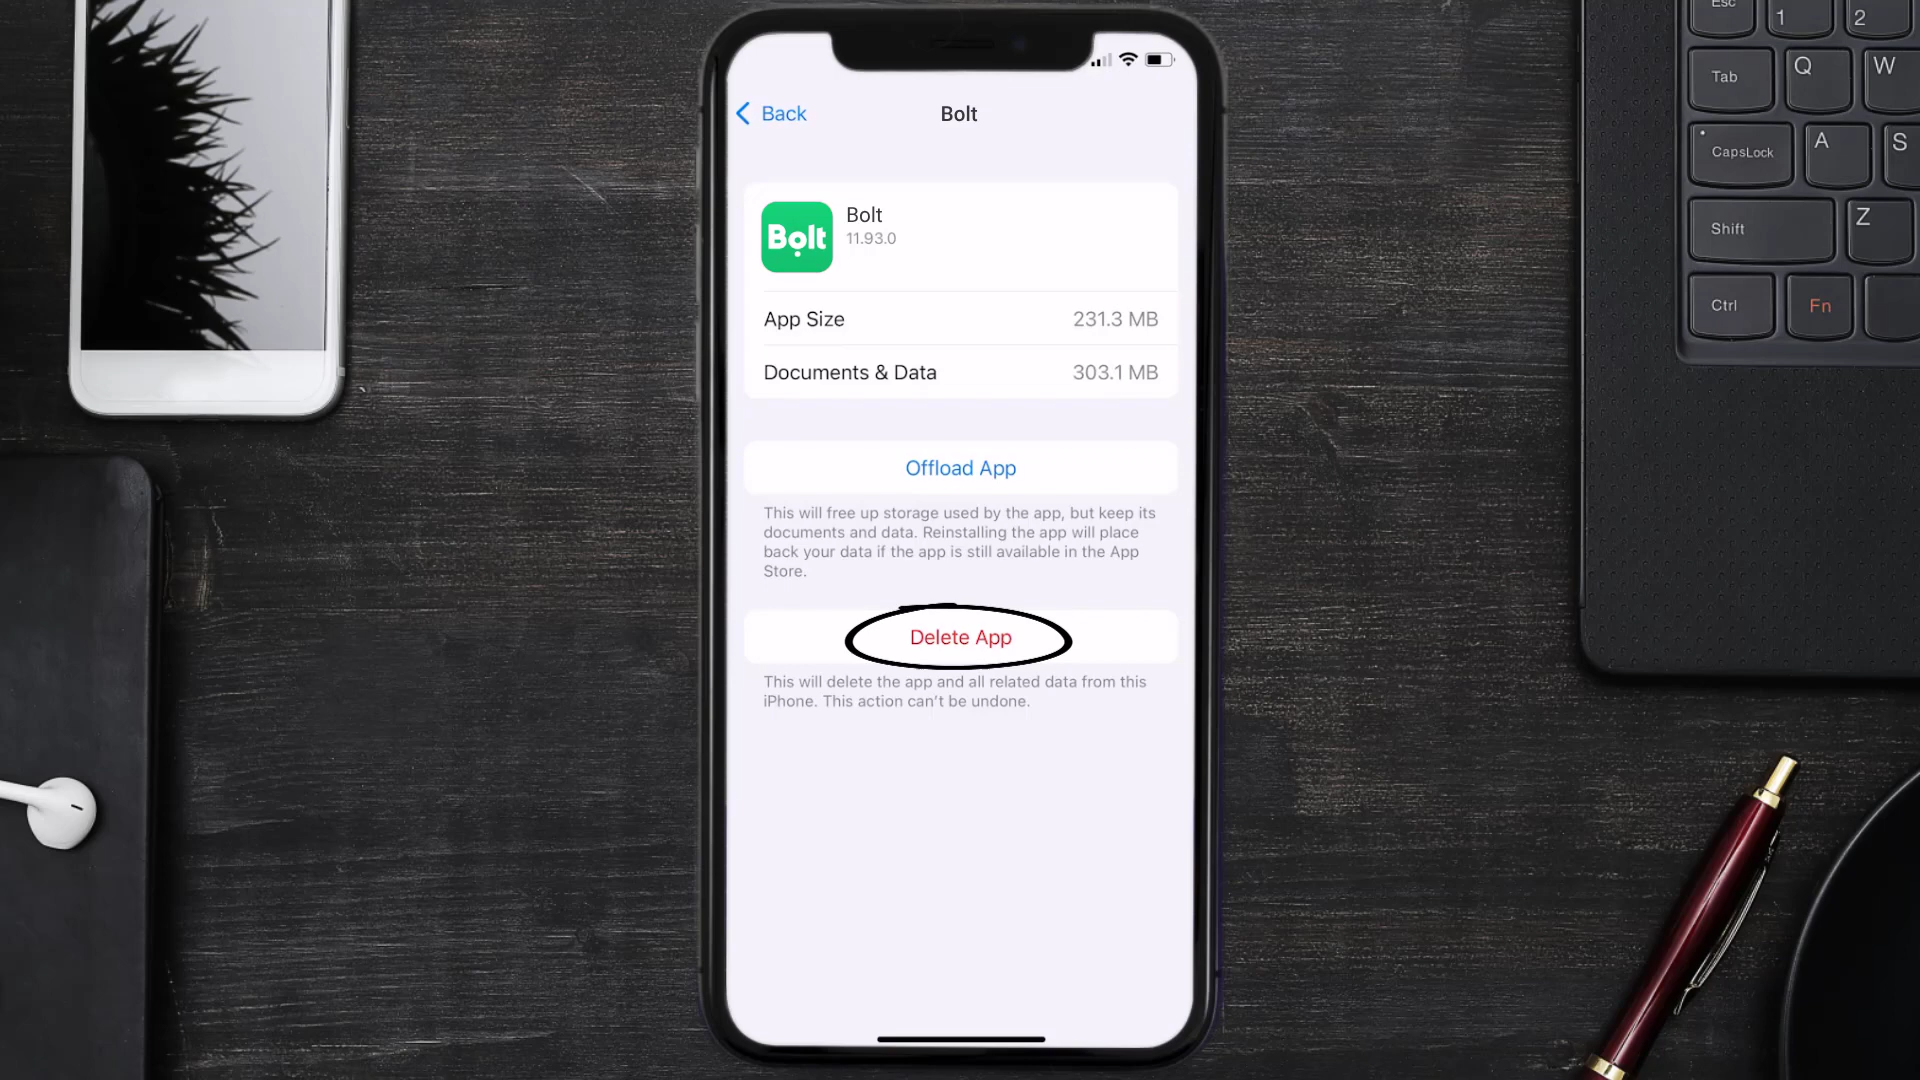 Back
Bolt
Bolt
Bolt
11.93.0
App Size 231.3 MB
Documents & Data 303.1 MB
Offload App
This will free up storage used by the app, but keep its
documents and data. Reinstalling the app will place
back your data if the app is still available in the App
Store.
Delete App
This will delete the app and all related data from this
iPhone. This action can't be undone.
Esc 1 2
Tab Q W
CapsLock A S
Shift Z
Ctrl Fn